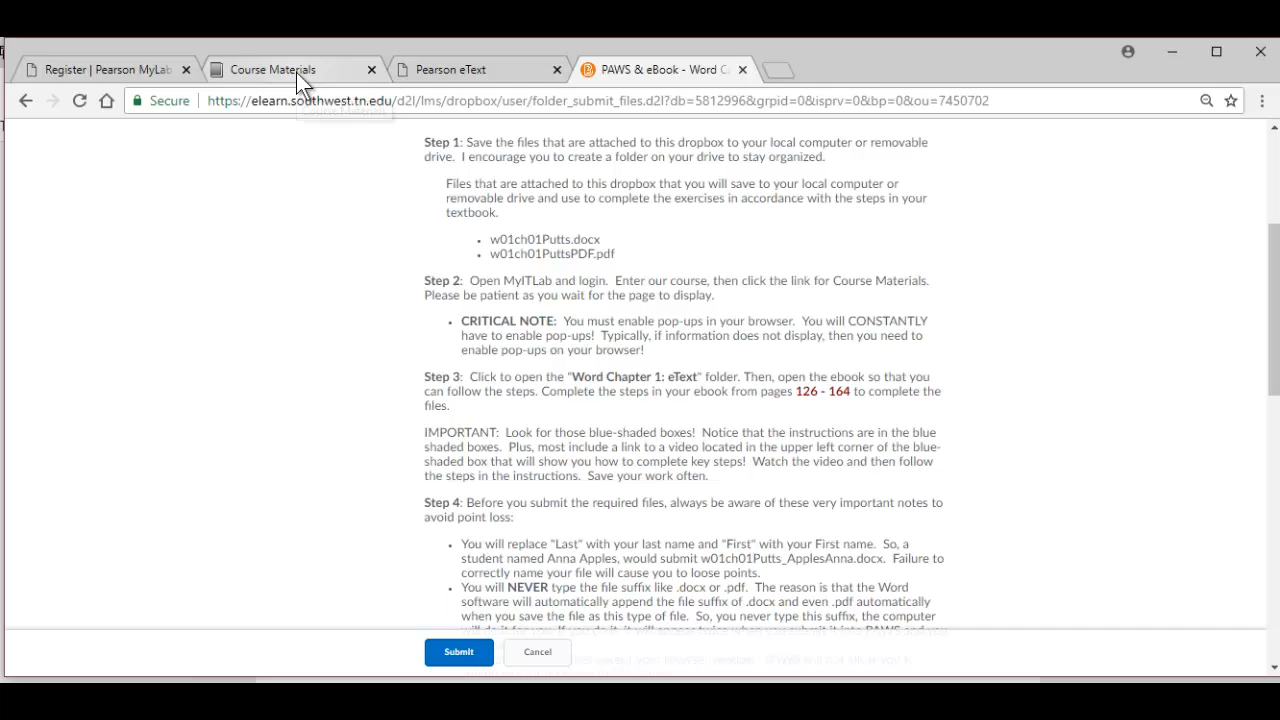 Register | Pearson MyLab
Course Materials
Pearson eText
PAWS & eBook - Word C
Secure
https://elearn.southwest.tn.edu/d2l/lms/dropbox/user/folder_submit_files.d2l?db=5812996&grpid=0&isprv=0&bp=0&ou=7450702
Step 1: Save the files that are attached to this dropbox to your local computer or removable
drive. I encourage you to create a folder on your drive to stay organized.
Files that are attached to this dropbox that you will save to your local computer or
removable drive and use to complete the exercises in accordance with the steps in your
textbook.
• w01ch01Putts.docx
• w01ch01PuttsPDF.pdf
Step 2: Open MyITLab and login. Enter our course, then click the link for Course Materials.
Please be patient as you wait for the page to display.
• CRITICAL NOTE: You must enable pop-ups in your browser. You will CONSTANTLY
have to enable pop-ups! Typically, if information does not display, then you need to
enable pop-ups on your browser!
Step 3: Click to open the "Word Chapter 1: eText" folder. Then, open the ebook so that you
can follow the steps. Complete the steps in your ebook from pages 126 - 164 to complete the
files.
IMPORTANT: Look for those blue-shaded boxes! Notice that the instructions are in the blue
shaded boxes. Plus, most include a link to a video located in the upper left corner of the blue-
shaded box that will show you how to complete key steps! Watch the video and then follow
the steps in the instructions. Save your work often.
Step 4: Before you submit the required files, always be aware of these very important notes to
avoid point loss:
• You will replace "Last" with your last name and "First" with your First name. So, a
student named Anna Apples, would submit w01ch01Putts_ApplesAnna.docx. Failure to
correctly name your file will cause you to loose points.
• You will NEVER type the file suffix like .docx or .pdf. The reason is that the Word
software will automatically append the file suffix of .docx and even .pdf automatically
when you save the file as this type of file. So, you never type this suffix, the computer
Submit
Cancel